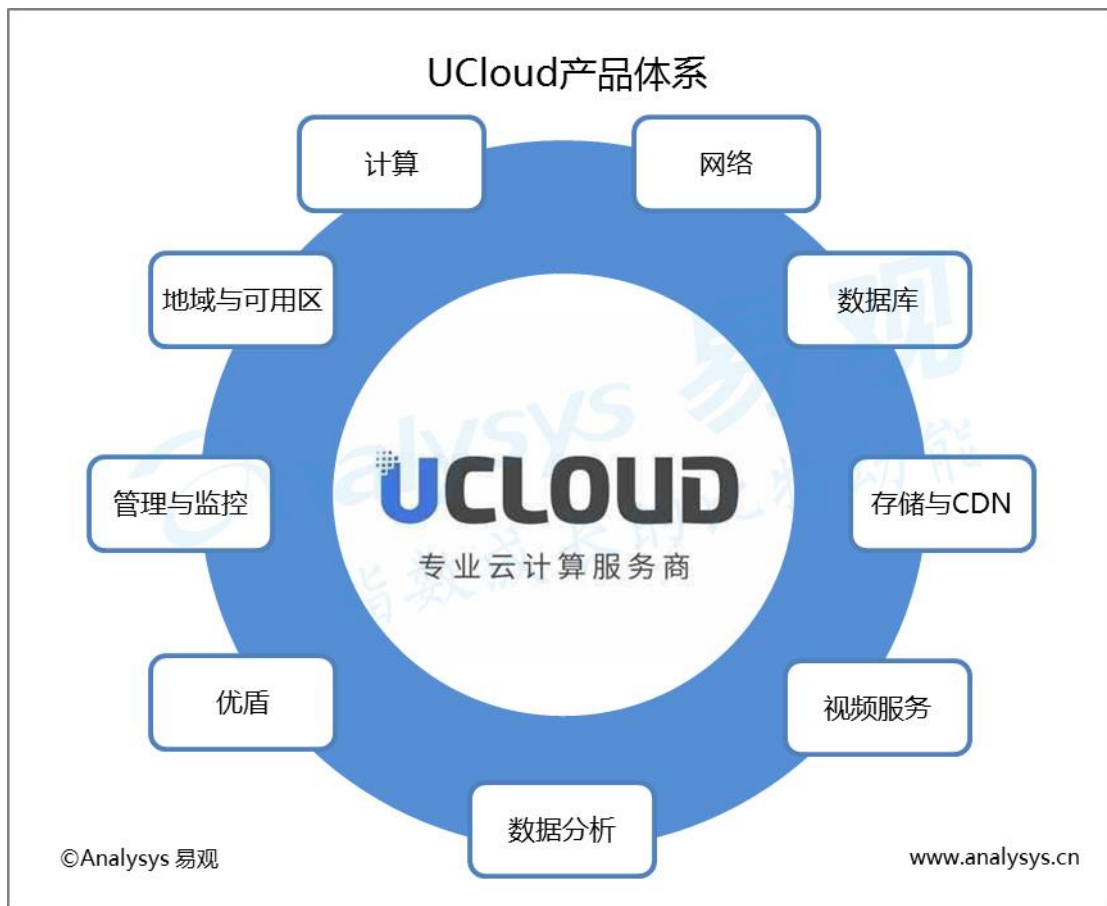 UCloud产品体系
计算
网络
地域与可用区
数据库
Analysys 易观
UCLOUD
管理与监控
存储与CDN
专业云计算服务商
优盾
视频服务
数据分析
©Analysys 易观
www.analysys.cn